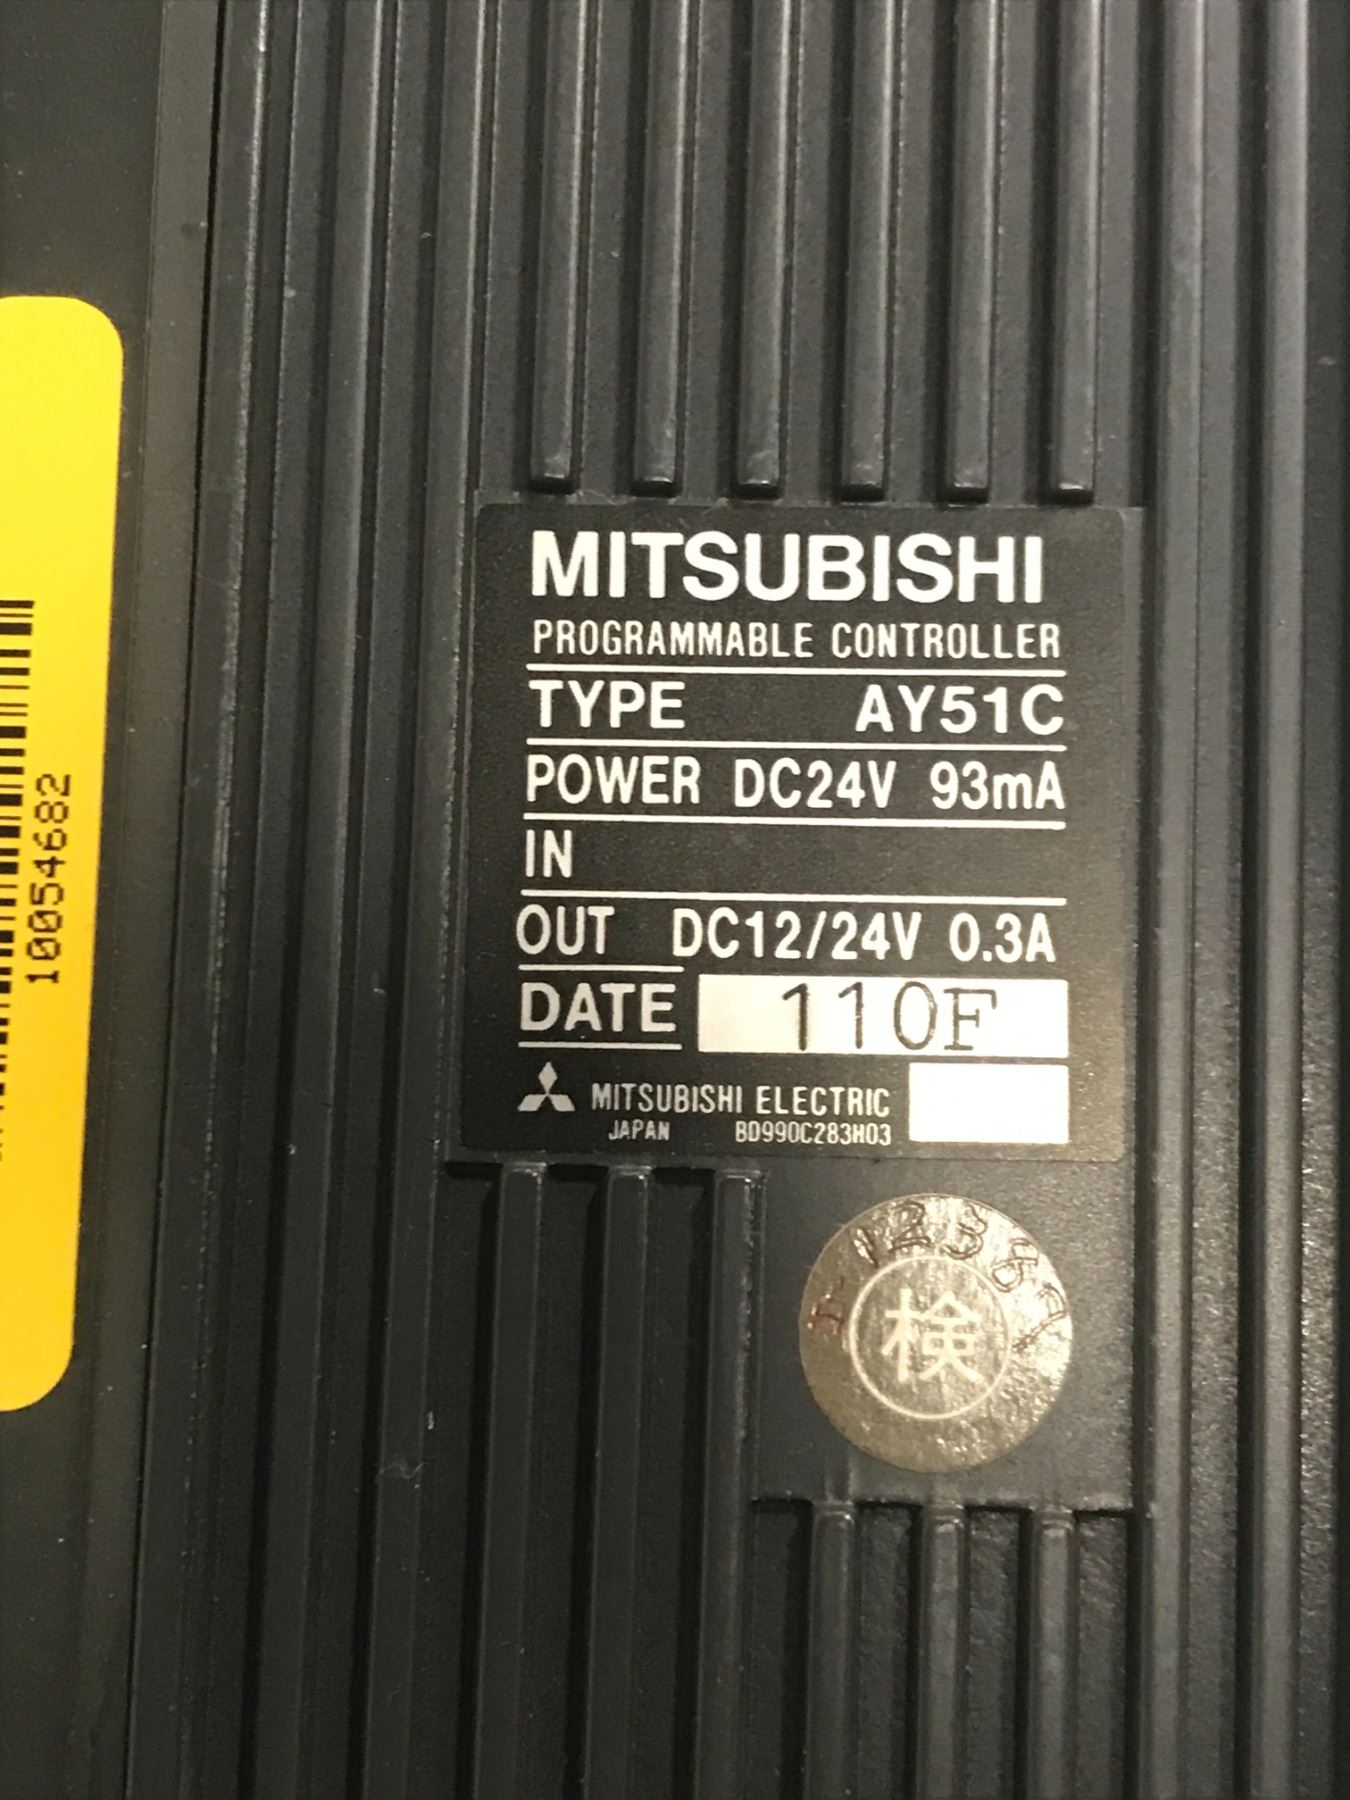 MITSUBISHI
PROGRAMMABLE CONTROLLER
TYPE AY51C
POWER DC24V 93mA
IN
OUT DC12/24V 0.3A
DATE 110F
MITSUBISHI ELECTRIC
JAPAN BD990C283H03
検
10054682